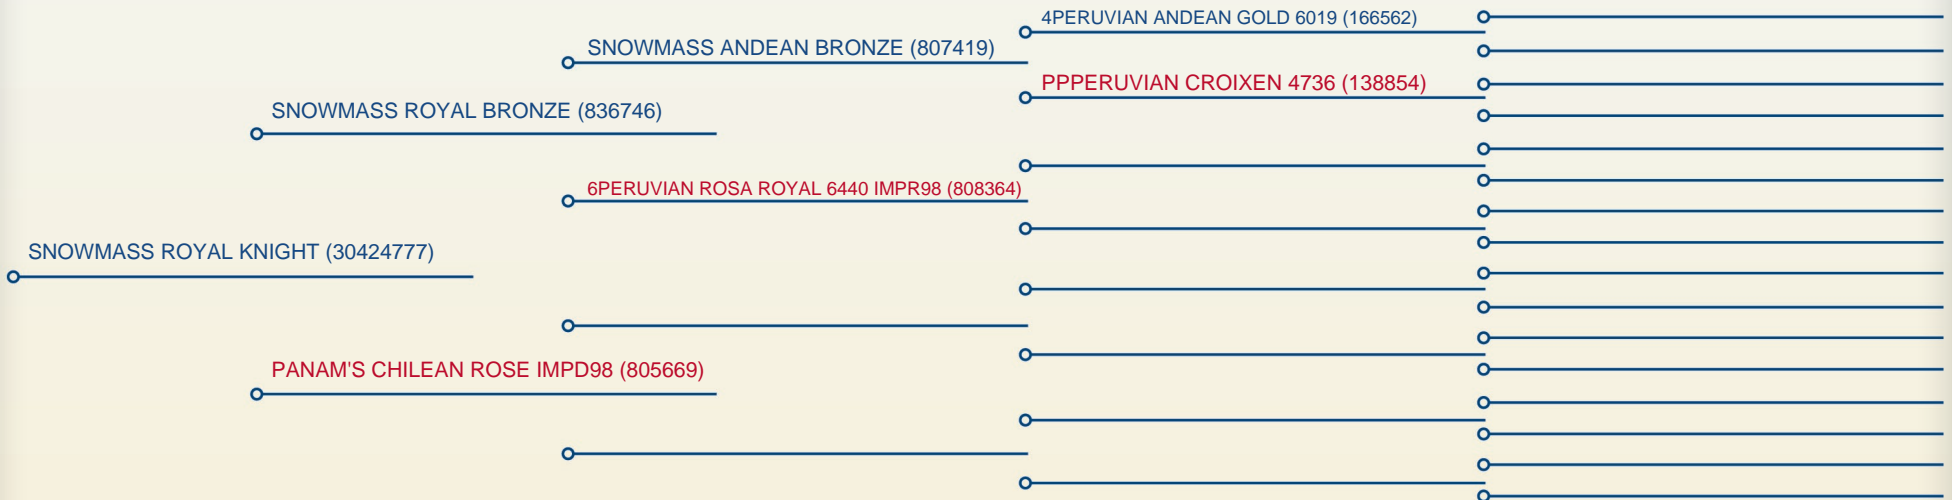 4PERUVIAN ANDEAN GOLD 6019 (166562)
SNOWMASS ANDEAN BRONZE (807419)
PPPERUVIAN CROIXEN 4736 (138854)
SNOWMASS ROYAL BRONZE (836746)
6PERUVIAN ROSA ROYAL 6440 IMPR98 (808364)
SNOWMASS ROYAL KNIGHT (30424777)
PANAM'S CHILEAN ROSE IMPD98 (805669)